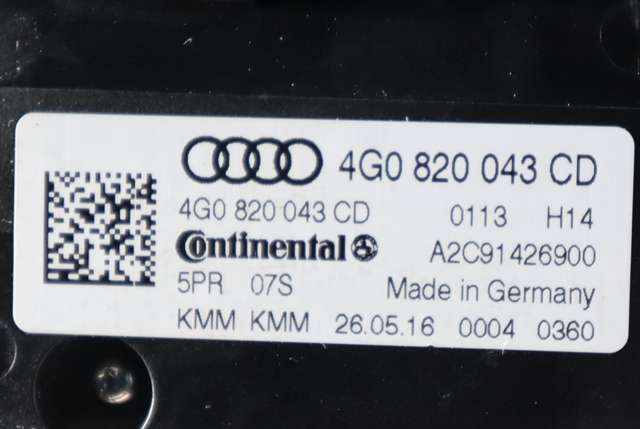 4G0 820 043 CD
4G0 820 043 CD 0113 H14
Continental A2C91426900
5PR 07S Made in Germany
KMM KMM 26.05.16 0004 0360